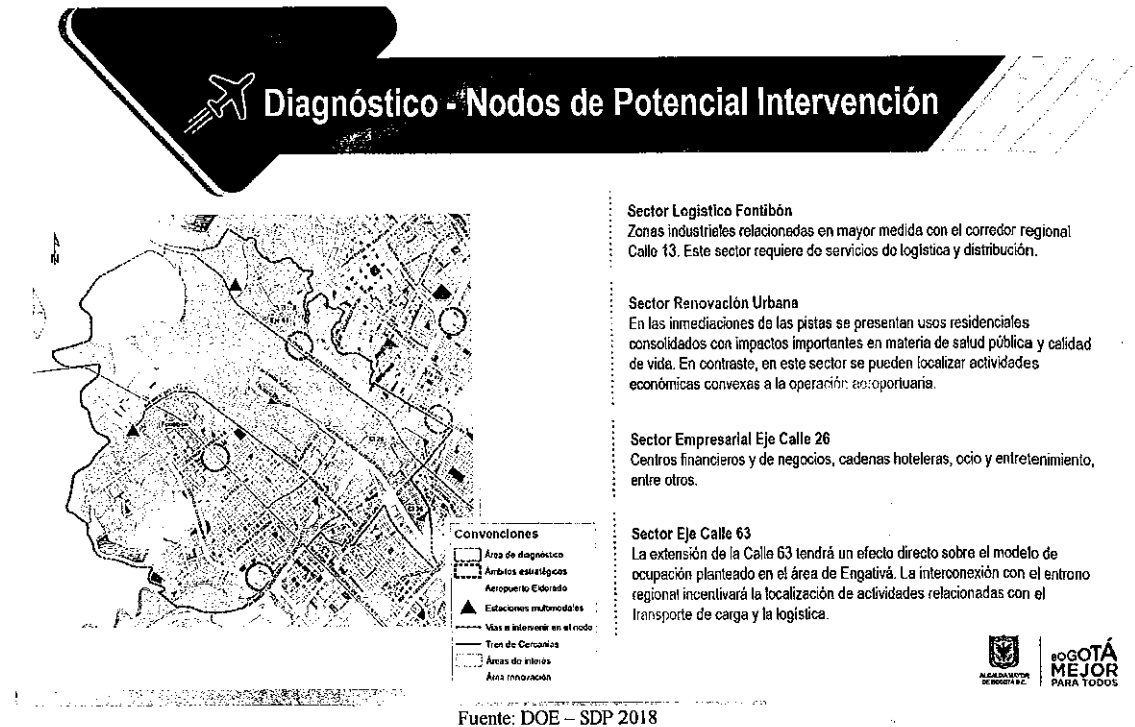 Diagnóstico - Nodos de Potencial Intervención
Sector Logistico Fontibón
Zonas industriales relacionadas en mayor medida con el corredor regional
Calle 13. Este sector requiere de servicios de logística y distribución.
Sector Renovación Urbana
En las inmediaciones de las pistas se presentan usos residenciales
consolidados con impactos importantes en materia de salud pública y calidad
de vida. En contraste, en este sector se pueden localizar actividades
económicas convexas a la operación aeroportuaria.
Sector Empresarial Eje Calle 26
Centros financieros y de negocios, cadenas hoteleras, ocio y entretenimiento,
entre otros.
Sector Eje Calle 63
La extensión de la Calle 63 tendrá un efecto directo sobre el modelo de
ocupación planteado en el área de Engativá. La interconexión con el entrono
regional incentivará la localización de actividades relacionadas con el
transporte de carga y la logística.
Convenciones
Área de diagnóstico
Ámbitos estratégicos
Aeropuerto Eldorado
Estaciones multimodales
Vías a intervenir en el nodo
Tren de Cercanías
Áreas de interés
Área renovación
ALCALDÍA MAYOR
DE BOGOTÁ D.C.
BOGOTÁ
MEJOR
PARA TODOS
Fuente: DOE – SDP 2018